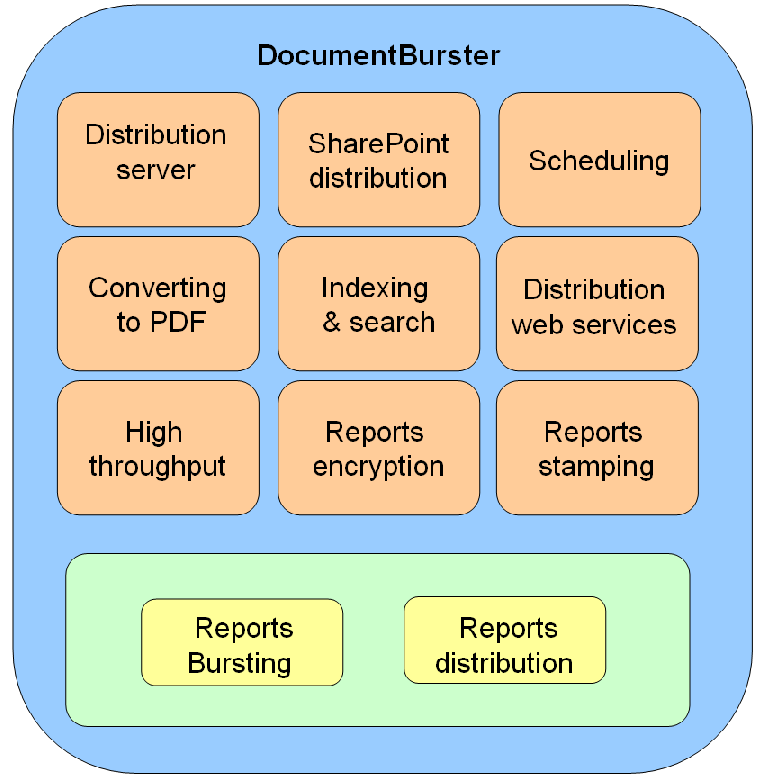 DocumentBurster
Distribution
server
SharePoint
distribution
Scheduling
Converting
to PDF
Indexing
& search
Distribution
web services
High
throughput
Reports
encryption
Reports
stamping
Reports
Bursting
Reports
distribution